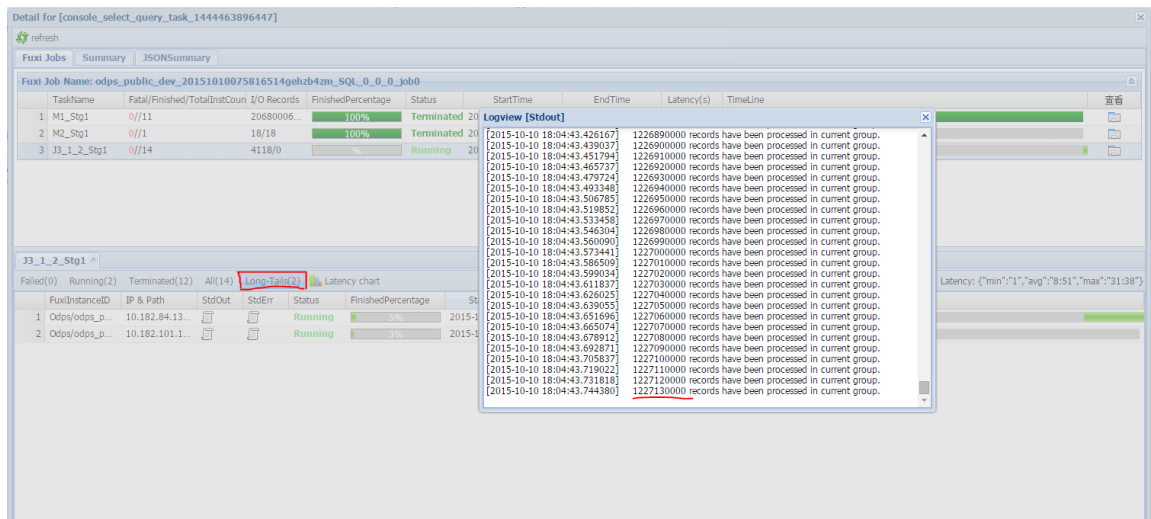 Detail for [console_select_query_task_1444463896447]
refresh
Fuxi Jobs Summary JSONSummary
Fuxi Job Name: odps_public_dev_20151010075816514gehzb4zm_SQL_0_0_0_job0
TaskName Fatal/Finished/TotalInstCoun I/O Records FinishedPercentage Status StartTime EndTime Latency(s) TimeLine 查看
1 M1_Stg1 0//11 20680006... 100% Terminated 20
2 M2_Stg1 0//1 18/18 100% Terminated 20
3 J3_1_2_Stg1 0//14 4118/0 % Running 20
Logview [Stdout]
[2015-10-10 18:04:43.426167] 1226890000 records have been processed in current group.
[2015-10-10 18:04:43.439037] 1226900000 records have been processed in current group.
[2015-10-10 18:04:43.451794] 1226910000 records have been processed in current group.
[2015-10-10 18:04:43.465737] 1226920000 records have been processed in current group.
[2015-10-10 18:04:43.479724] 1226930000 records have been processed in current group.
[2015-10-10 18:04:43.493348] 1226940000 records have been processed in current group.
[2015-10-10 18:04:43.506785] 1226950000 records have been processed in current group.
[2015-10-10 18:04:43.519852] 1226960000 records have been processed in current group.
[2015-10-10 18:04:43.533458] 1226970000 records have been processed in current group.
[2015-10-10 18:04:43.546304] 1226980000 records have been processed in current group.
[2015-10-10 18:04:43.560090] 1226990000 records have been processed in current group.
[2015-10-10 18:04:43.573441] 1227000000 records have been processed in current group.
[2015-10-10 18:04:43.586509] 1227010000 records have been processed in current group.
[2015-10-10 18:04:43.599034] 1227020000 records have been processed in current group.
[2015-10-10 18:04:43.611837] 1227030000 records have been processed in current group.
[2015-10-10 18:04:43.626025] 1227040000 records have been processed in current group.
[2015-10-10 18:04:43.639055] 1227050000 records have been processed in current group.
[2015-10-10 18:04:43.651696] 1227060000 records have been processed in current group.
[2015-10-10 18:04:43.665074] 1227070000 records have been processed in current group.
[2015-10-10 18:04:43.678912] 1227080000 records have been processed in current group.
[2015-10-10 18:04:43.692871] 1227090000 records have been processed in current group.
[2015-10-10 18:04:43.705837] 1227100000 records have been processed in current group.
[2015-10-10 18:04:43.719022] 1227110000 records have been processed in current group.
[2015-10-10 18:04:43.731818] 1227120000 records have been processed in current group.
[2015-10-10 18:04:43.744380] 1227130000 records have been processed in current group.
J3_1_2_Stg1
Failed(0) Running(2) Terminated(12) All(14) Long-Tails(2) Latency chart Latency: {"min":"1","avg":"8:51","max":"31:38"}
FuxiInstanceID IP & Path StdOut StdErr Status FinishedPercentage Sta
1 Odps/odps_p... 10.182.84.13... Running 5% 2015-1
2 Odps/odps_p... 10.182.101.1... Running 3% 2015-1